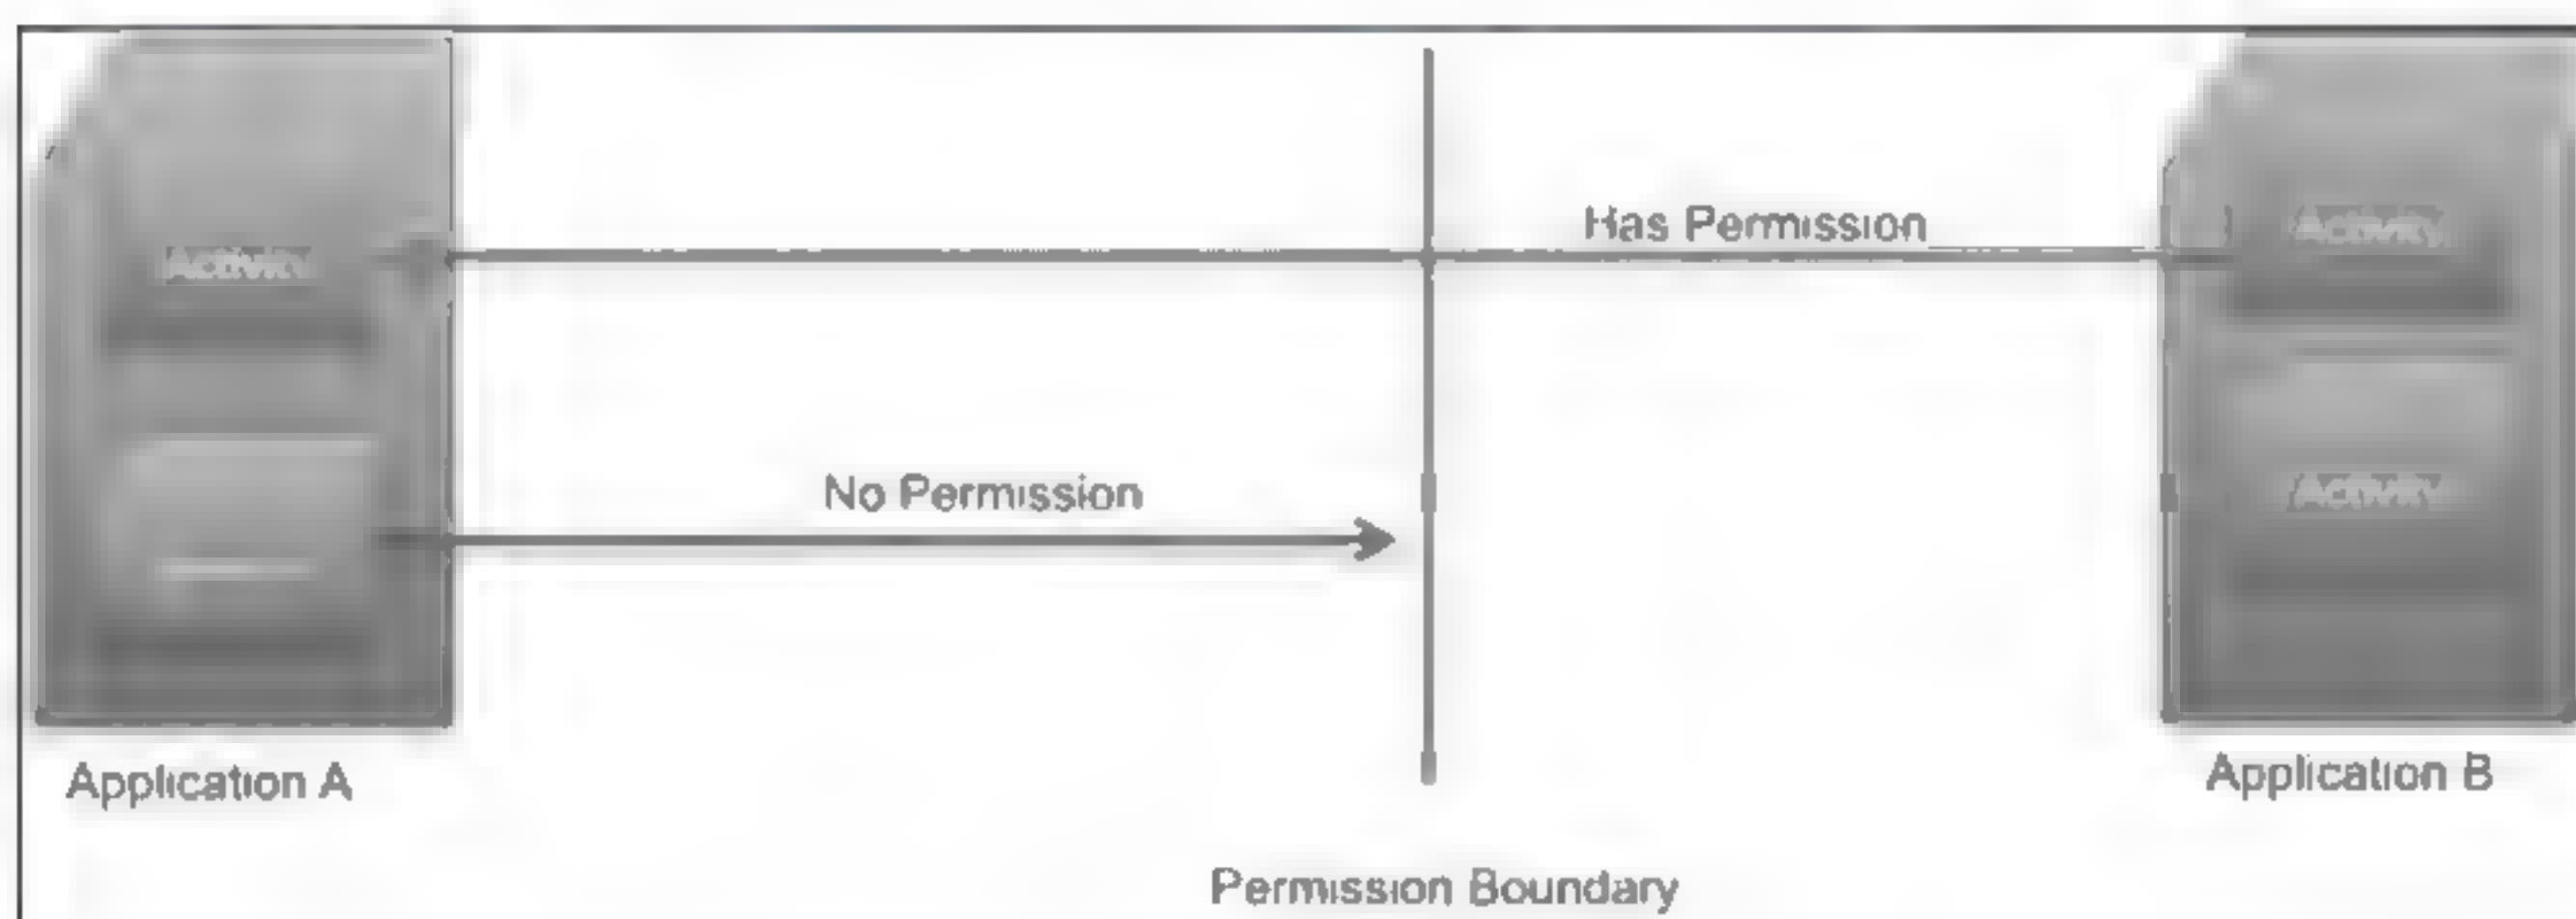 Has Permission
Activity
Activity
No Permission
Activity
Application A
Application B
Permission Boundary